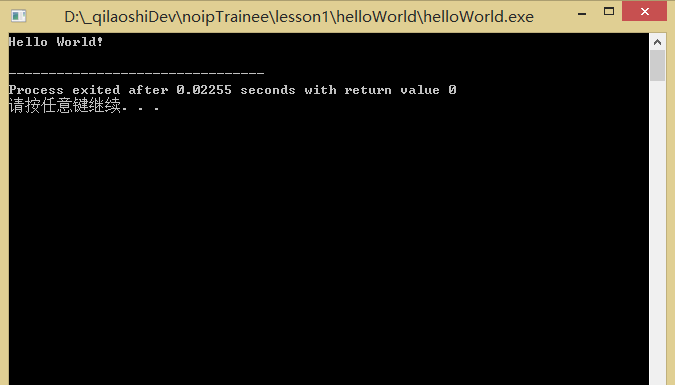 D:\_qilaoshiDev\noipTrainee\lesson1\helloWorld\helloWorld.exe
Hello World!
--------------------------------
Process exited after 0.02255 seconds with return value 0
请按任意键继续. . .